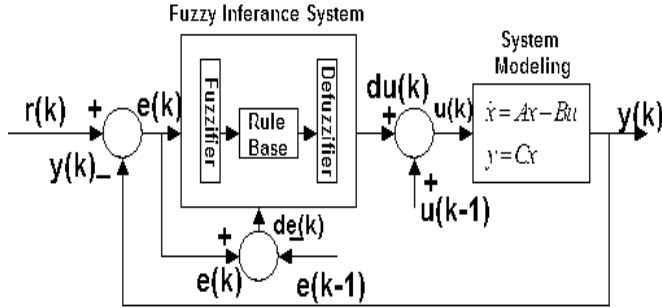 Fuzzy Inferance System
System
Modeling
r(k)
+
e(k)
Fuzzifier
Rule
Base
Defuzzifier
du(k)
+
u(k)
ẋ = Ax − Bu
y = Cx
y(k)
y(k)
−
+
u(k-1)
de(k)
+
−
e(k)
e(k-1)